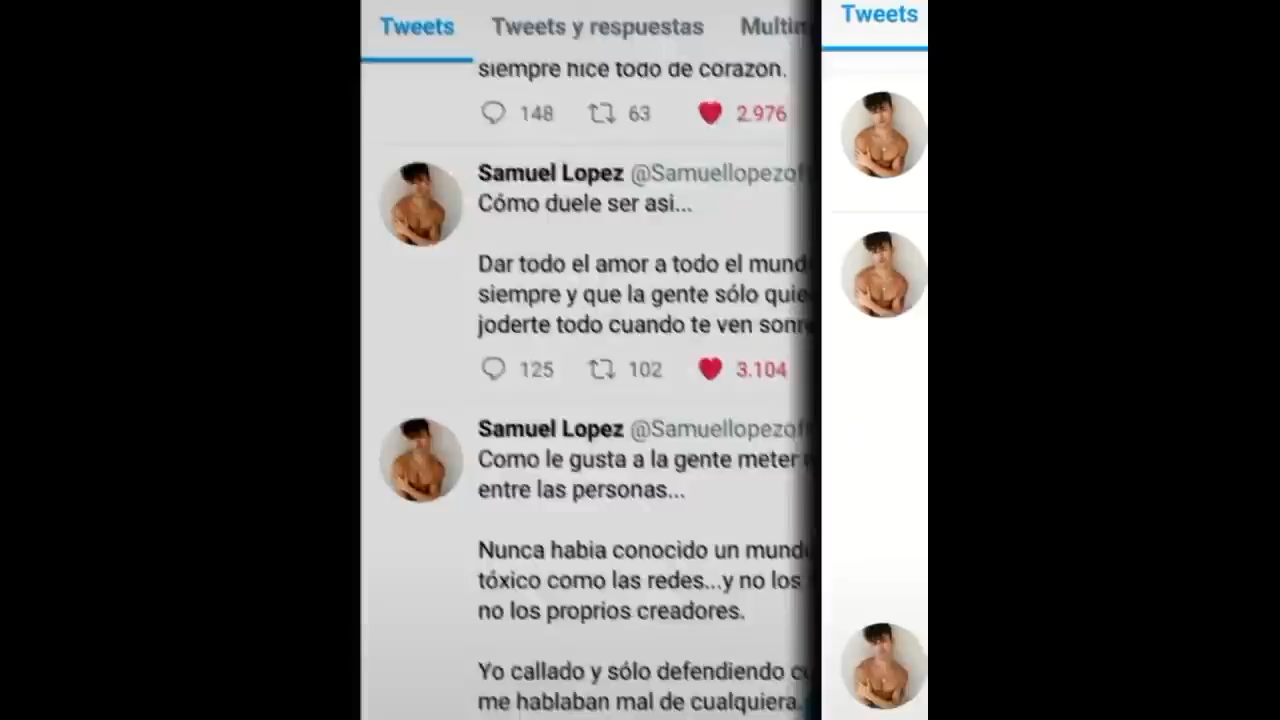 Tweets Tweets y respuestas
siempre hice todo de corazon.
148 63 2.976
Samuel Lopez
Cómo duele ser asi...
Dar todo el amor a todo el
siempre y que la gente sólo
joderte todo cuando te ven
125 102 3.104
Samuel Lopez
Como le gusta a la gente meter
entre las personas...
Nunca habia conocido un
tóxico como las redes...y no los
no los proprios creadores.
Yo callado y sólo defendiendo
me hablaban mal de cualquiera.
Tweets